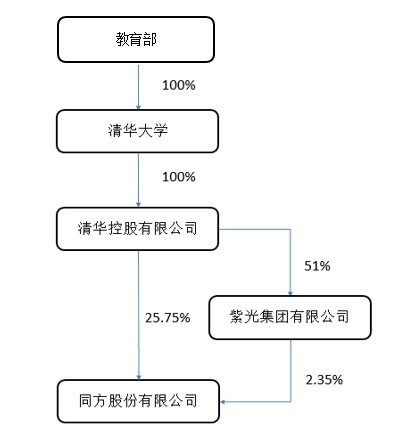 教育部
100%
清华大学
100%
清华控股有限公司
51%
25.75%
紫光集团有限公司
2.35%
同方股份有限公司